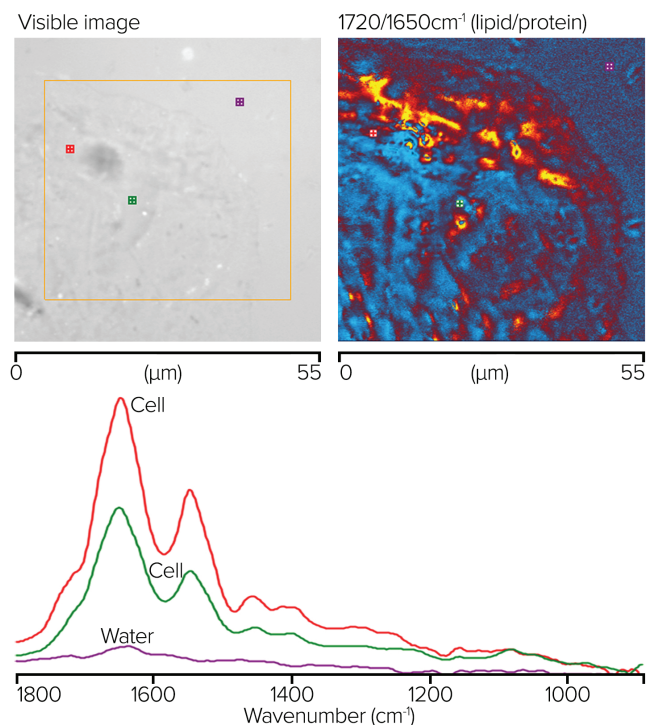 Visible image
1720/1650cm⁻¹ (lipid/protein)
0 (µm) 55
0 (µm) 55
Cell
Cell
Water
1800 1600 1400 1200 1000
Wavenumber (cm⁻¹)